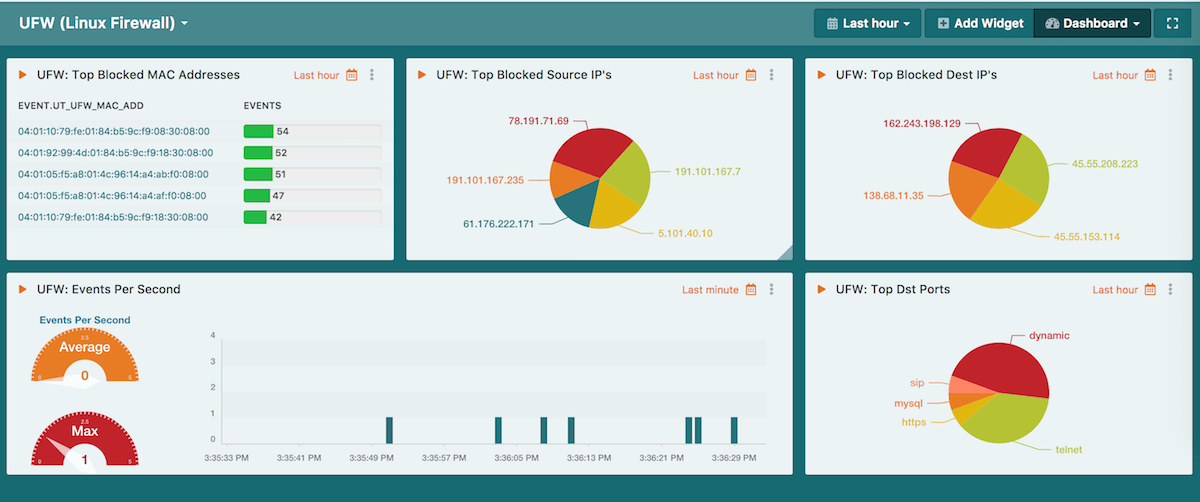 UFW (Linux Firewall)
Last hour
Add Widget
Dashboard
UFW: Top Blocked MAC Addresses
Last hour
EVENT.UT_UFW_MAC_ADD EVENTS
04:01:10:79:fe:01:84:b5:9c:f9:08:30:08:00 54
04:01:92:99:4d:01:84:b5:9c:f9:18:30:08:00 52
04:01:05:f5:a8:01:4c:96:14:a4:ab:f0:08:00 51
04:01:05:f5:a8:01:4c:96:14:a4:af:f0:08:00 47
04:01:10:79:fe:01:84:b5:9c:f9:18:30:08:00 42
UFW: Top Blocked Source IP's
Last hour
78.191.71.69
191.101.167.7
191.101.167.235
61.176.222.171
5.101.40.10
UFW: Top Blocked Dest IP's
Last hour
162.243.198.129
45.55.208.223
138.68.11.35
45.55.153.114
UFW: Events Per Second
Last minute
Events Per Second
2.5
Average
0 0 5
2.5
Max
0 1 5
4
3
2
1
0
3:35:33 PM 3:35:41 PM 3:35:49 PM 3:35:57 PM 3:36:05 PM 3:36:13 PM 3:36:21 PM 3:36:29 PM
UFW: Top Dst Ports
Last hour
dynamic
sip
mysql
https
telnet